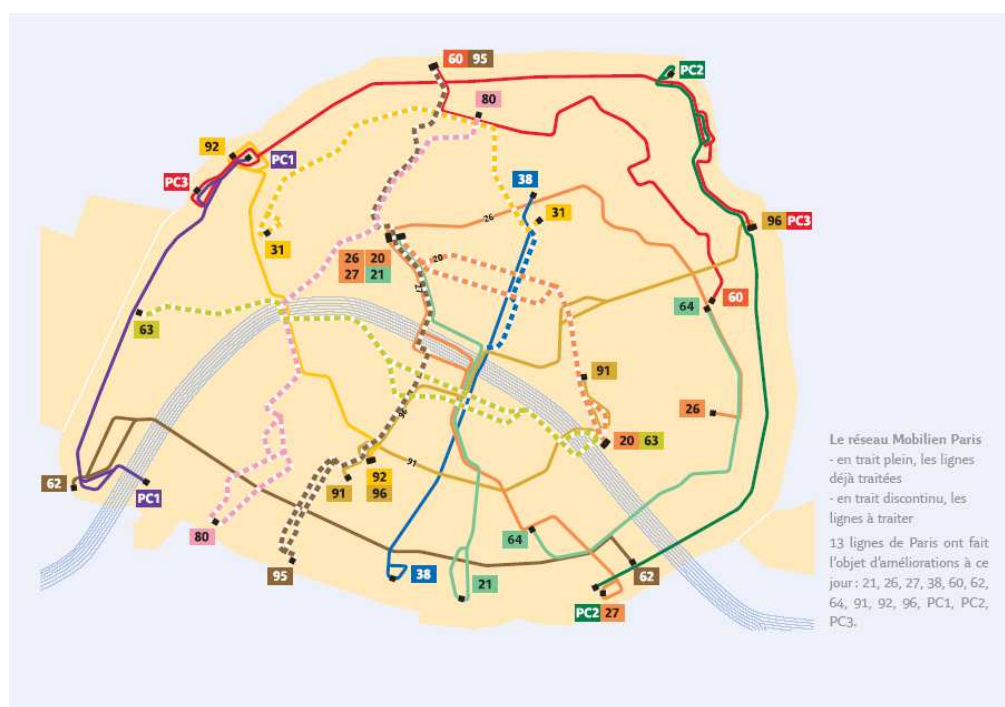 60 95
PC2
80
92
PC1
PC3
38
31
26
96 PC3
31
26 20
27 21
20
27
60
64
63
91
26
96
20 63
91
62
PC1
92
91
96
80
64
95
38
21
62
PC2 27
Le réseau Mobilien Paris
- en trait plein, les lignes
déjà traitées
- en trait discontinu, les
lignes à traiter
13 lignes de Paris ont fait
l'objet d'améliorations à ce
jour : 21, 26, 27, 38, 60, 62,
64, 91, 92, 96, PC1, PC2,
PC3.